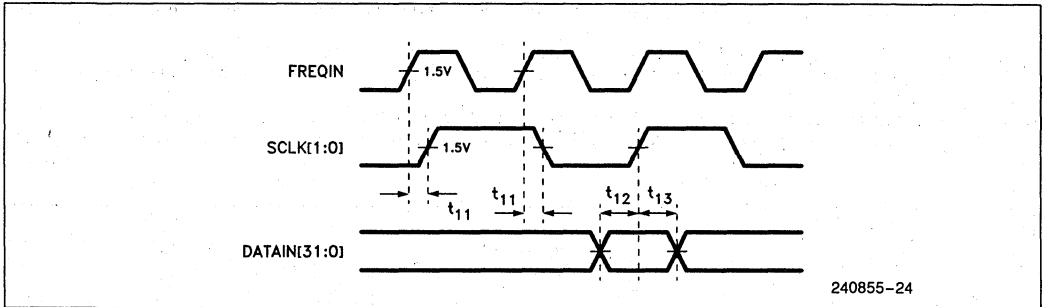 FREQIN
1.5V
SCLK[1:0]
1.5V
t11
t11
t12
t13
DATAIN[31:0]
240855-24